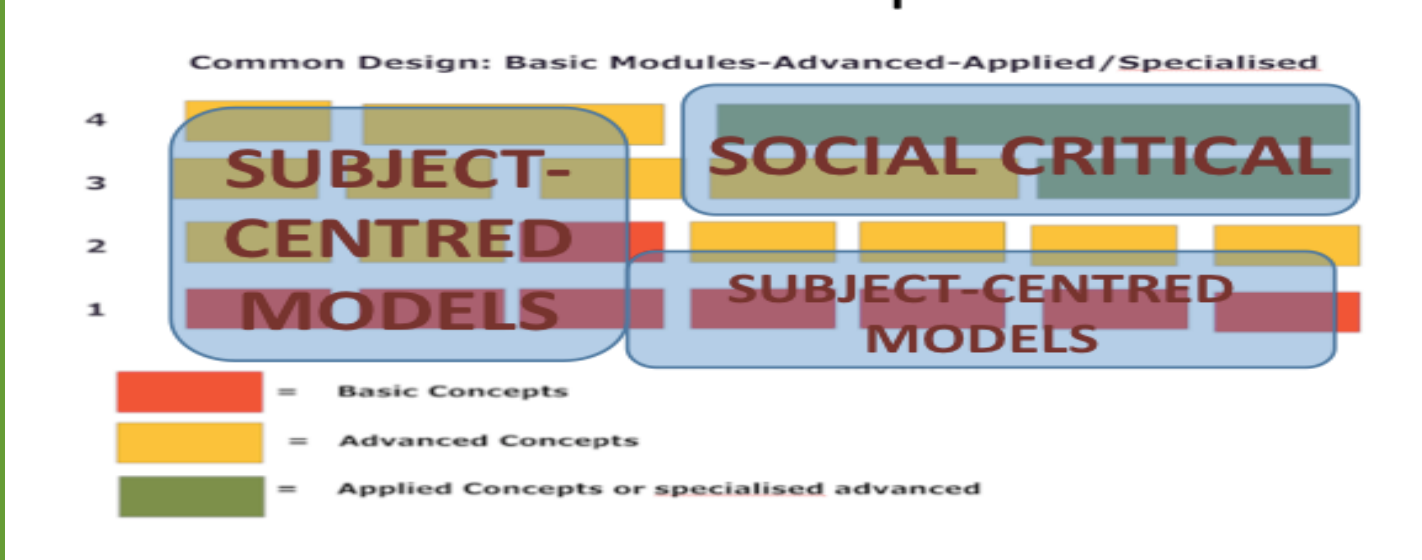 Common Design: Basic Modules-Advanced-Applied/Specialised
4
3
2
1
SUBJECT-
CENTRED
MODELS
SOCIAL CRITICAL
SUBJECT-CENTRED
MODELS
= Basic Concepts
= Advanced Concepts
= Applied Concepts or specialised advanced